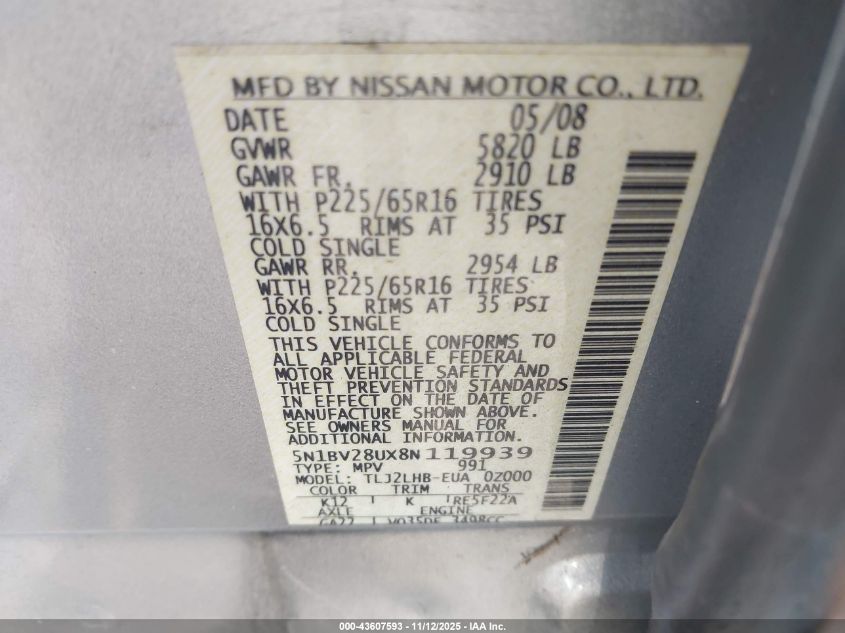 MFD BY NISSAN MOTOR CO., LTD.
DATE 05/08
GVWR 5820 LB
GAWR FR. 2910 LB
WITH P225/65R16 TIRES
16X6.5 RIMS AT 35 PSI
COLD SINGLE
GAWR RR. 2954 LB
WITH P225/65R16 TIRES
16X6.5 RIMS AT 35 PSI
COLD SINGLE
THIS VEHICLE CONFORMS TO
ALL APPLICABLE FEDERAL
MOTOR VEHICLE SAFETY AND
THEFT PREVENTION STANDARDS
IN EFFECT ON THE DATE OF
MANUFACTURE SHOWN ABOVE.
SEE OWNERS MANUAL FOR
ADDITIONAL INFORMATION.
5N1BV28UX8N119939
TYPE: MPV 991
MODEL: TLJ2LHB-EUA 0Z000
COLOR TRIM TRANS
K12 K RE5F22A
AXLE ENGINE
GA22 VQ35DE 3498CC
000-43607593 - 11/12/2025 - IAA Inc.